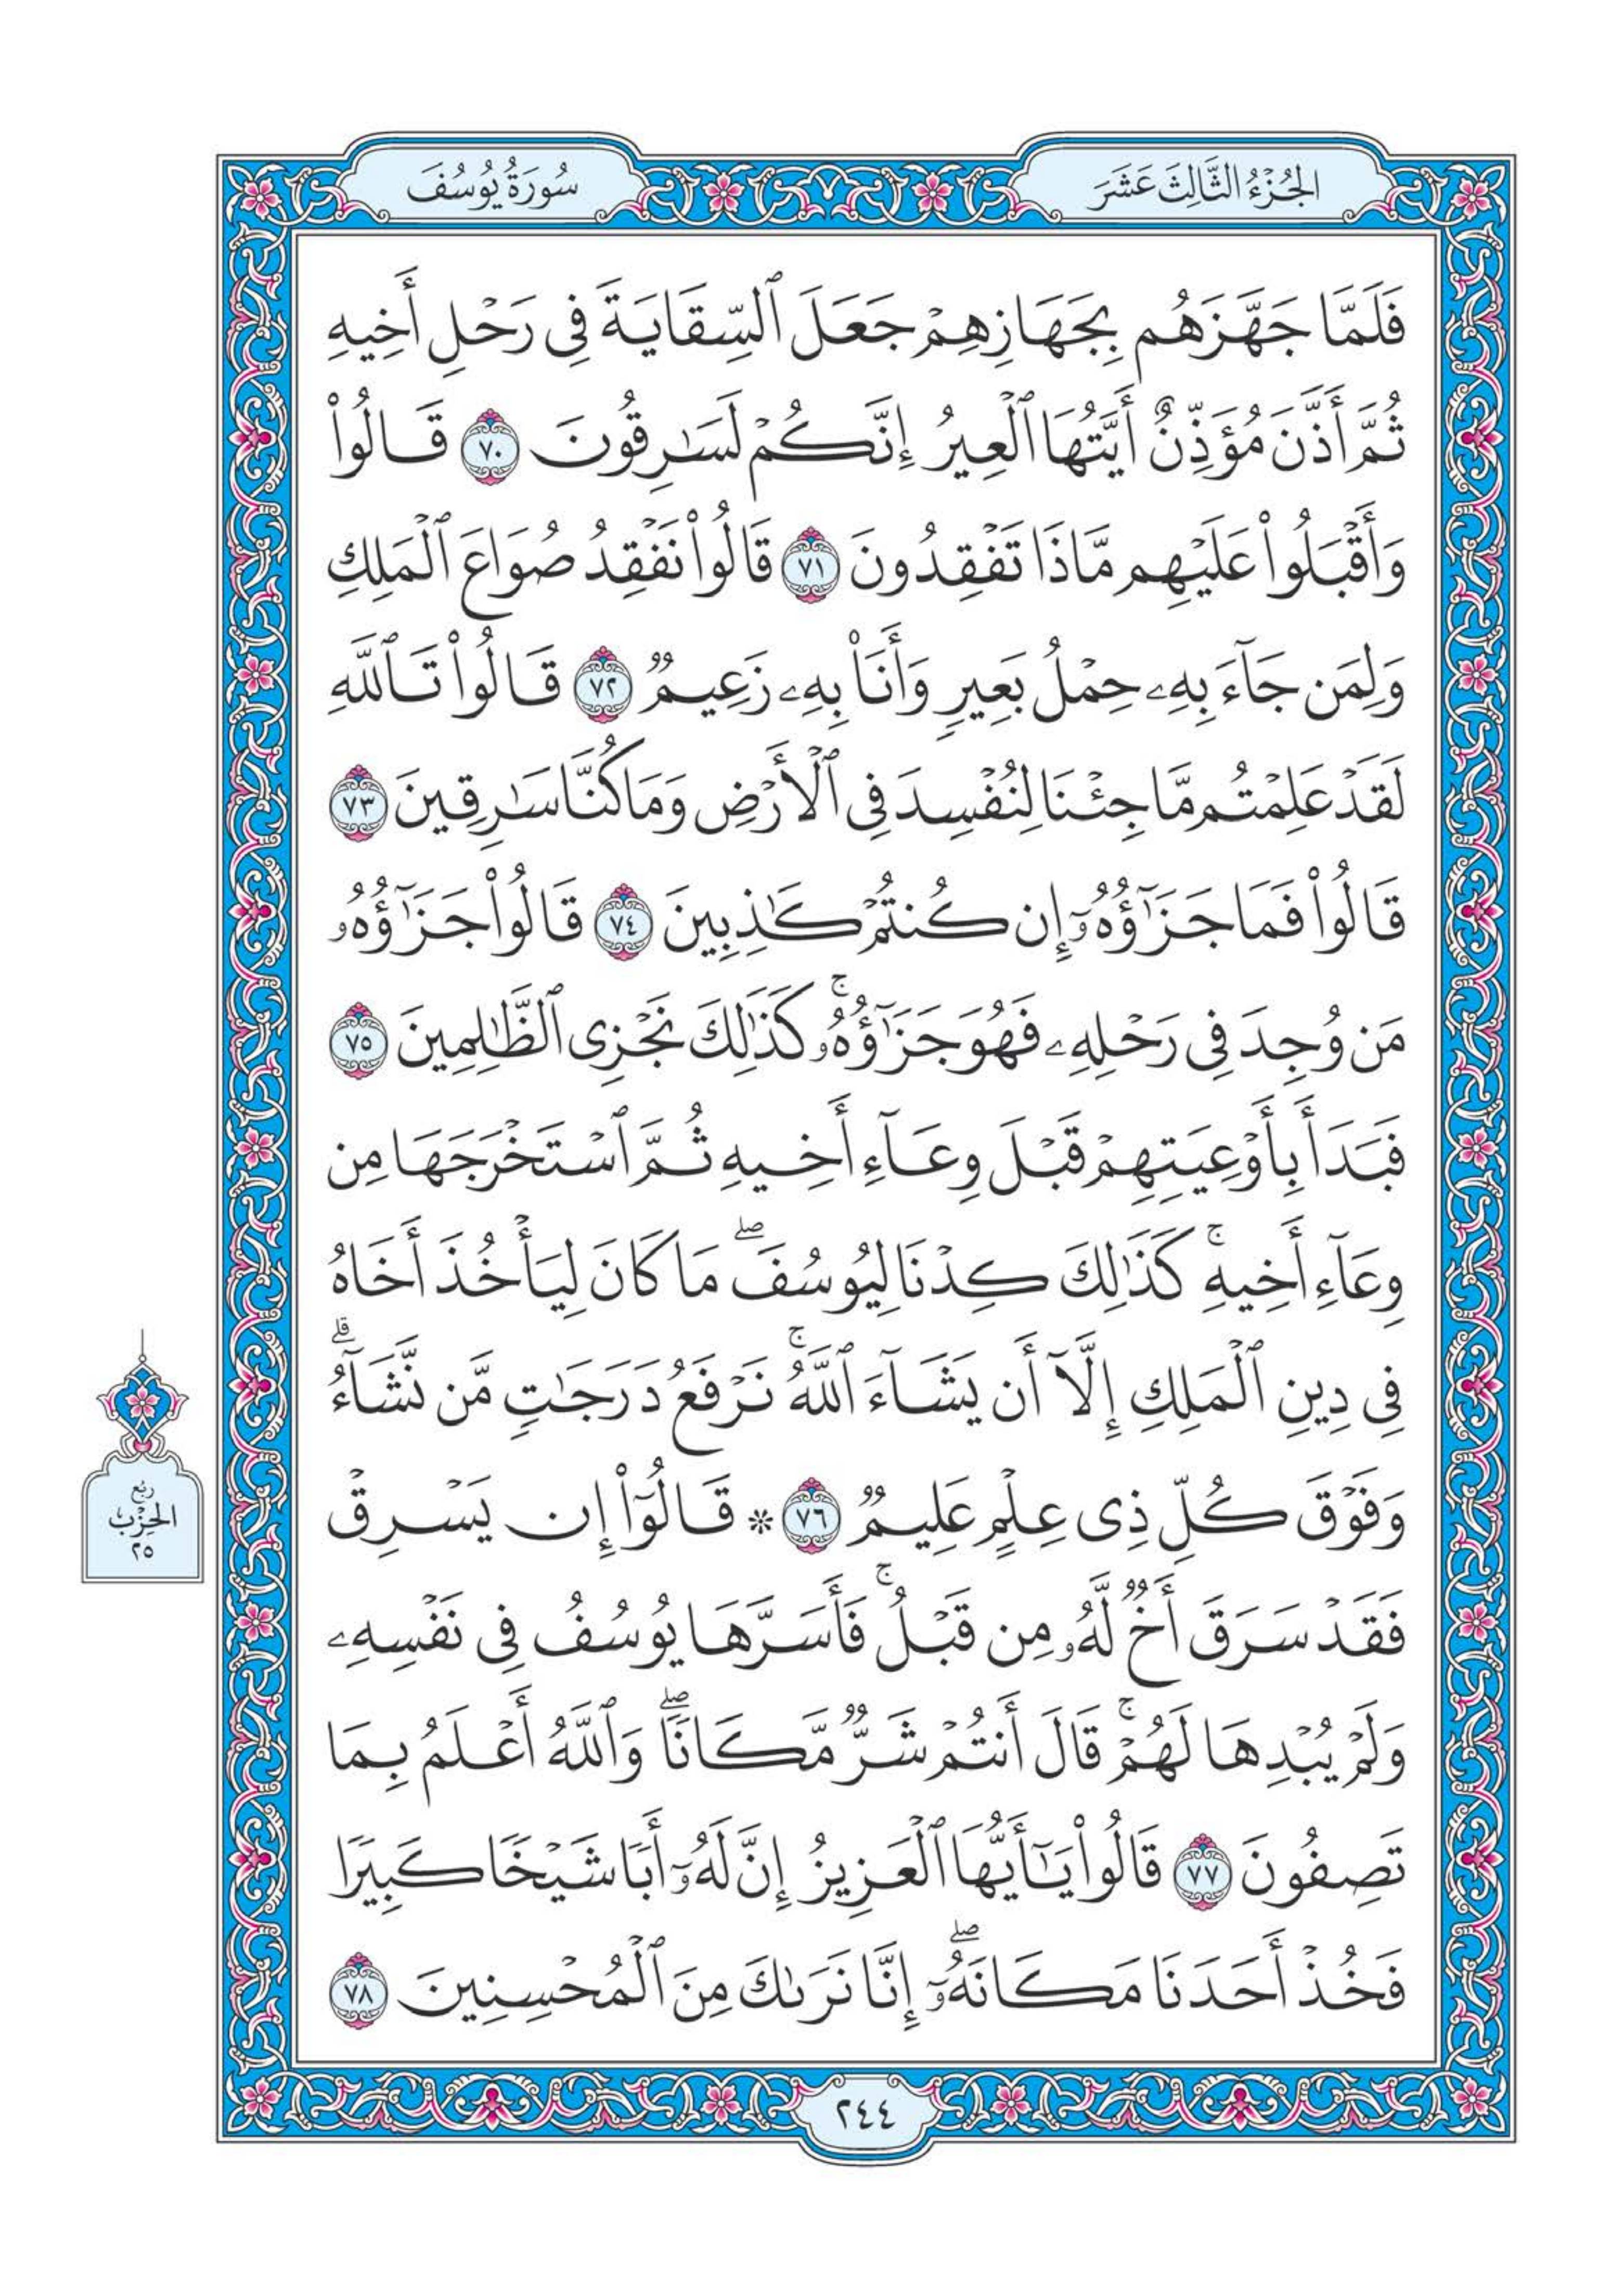 الجُزْءُ الثَّالِثَ عَشَرَ
سُورَةُ يُوسُفَ
فَلَمَّا جَهَّزَهُم بِجَهَازِهِمْ جَعَلَ ٱلسِّقَايَةَ فِى رَحْلِ أَخِيهِ
ثُمَّ أَذَّنَ مُؤَذِّنٌ أَيَّتُهَا ٱلْعِيرُ إِنَّكُمْ لَسَٰرِقُونَ ٧٠ قَالُوا۟
وَأَقْبَلُوا۟ عَلَيْهِم مَّاذَا تَفْقِدُونَ ٧١ قَالُوا۟ نَفْقِدُ صُوَاعَ ٱلْمَلِكِ
وَلِمَن جَآءَ بِهِۦ حِمْلُ بَعِيرٍ وَأَنَا۠ بِهِۦ زَعِيمٌ ٧٢ قَالُوا۟ تَٱللَّهِ
لَقَدْ عَلِمْتُم مَّا جِئْنَا لِنُفْسِدَ فِى ٱلْأَرْضِ وَمَا كُنَّا سَٰرِقِينَ ٧٣
قَالُوا۟ فَمَا جَزَٰٓؤُهُۥٓ إِن كُنتُمْ كَٰذِبِينَ ٧٤ قَالُوا۟ جَزَٰٓؤُهُۥ
مَن وُجِدَ فِى رَحْلِهِۦ فَهُوَ جَزَٰٓؤُهُۥۚ كَذَٰلِكَ نَجْزِى ٱلظَّٰلِمِينَ ٧٥
فَبَدَأَ بِأَوْعِيَتِهِمْ قَبْلَ وِعَآءِ أَخِيهِ ثُمَّ ٱسْتَخْرَجَهَا مِن
وِعَآءِ أَخِيهِۚ كَذَٰلِكَ كِدْنَا لِيُوسُفَۖ مَا كَانَ لِيَأْخُذَ أَخَاهُ
فِى دِينِ ٱلْمَلِكِ إِلَّآ أَن يَشَآءَ ٱللَّهُۚ نَرْفَعُ دَرَجَٰتٍ مَّن نَّشَآءُۗ
وَفَوْقَ كُلِّ ذِى عِلْمٍ عَلِيمٌ ٧٦ ۞ قَالُوٓا۟ إِن يَسْرِقْ
فَقَدْ سَرَقَ أَخٌ لَّهُۥ مِن قَبْلُۚ فَأَسَرَّهَا يُوسُفُ فِى نَفْسِهِۦ
وَلَمْ يُبْدِهَا لَهُمْۚ قَالَ أَنتُمْ شَرٌّ مَّكَانًاۖ وَٱللَّهُ أَعْلَمُ بِمَا
تَصِفُونَ ٧٧ قَالُوا۟ يَٰٓأَيُّهَا ٱلْعَزِيزُ إِنَّ لَهُۥٓ أَبًا شَيْخًا كَبِيرًا
فَخُذْ أَحَدَنَا مَكَانَهُۥٓۖ إِنَّا نَرَىٰكَ مِنَ ٱلْمُحْسِنِينَ ٧٨
رُبْع
الحِزْب
٢٥
٢٤٤